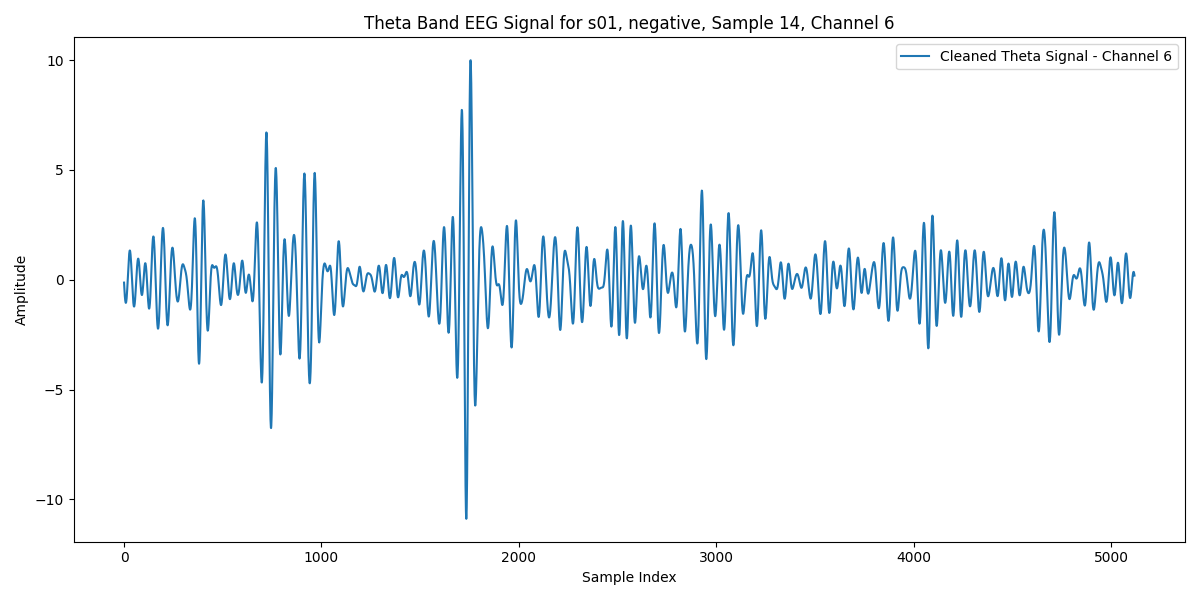 Theta Band EEG Signal for s01, negative, Sample 14, Channel 6
Cleaned Theta Signal - Channel 6
10
5
0
−5
−10
Amplitude
0 1000 2000 3000 4000 5000
Sample Index